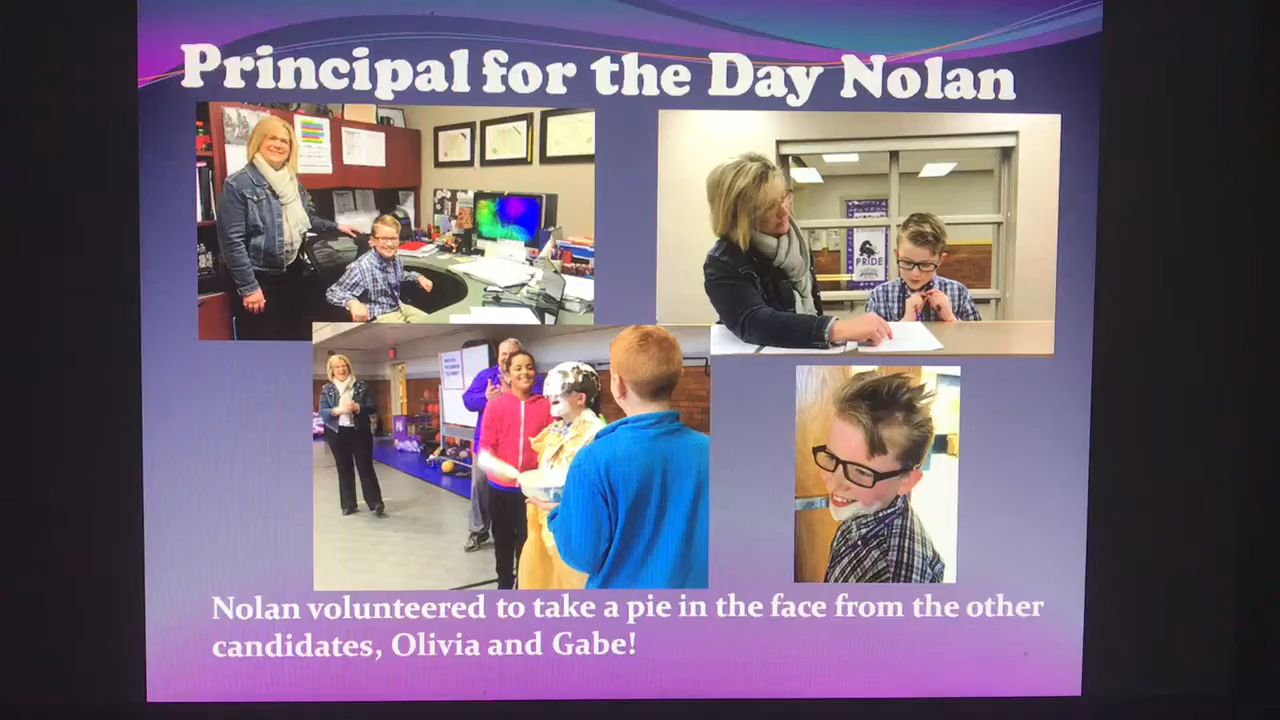 Principal for the Day Nolan
PRIDE
Nolan volunteered to take a pie in the face from the other
candidates, Olivia and Gabe!